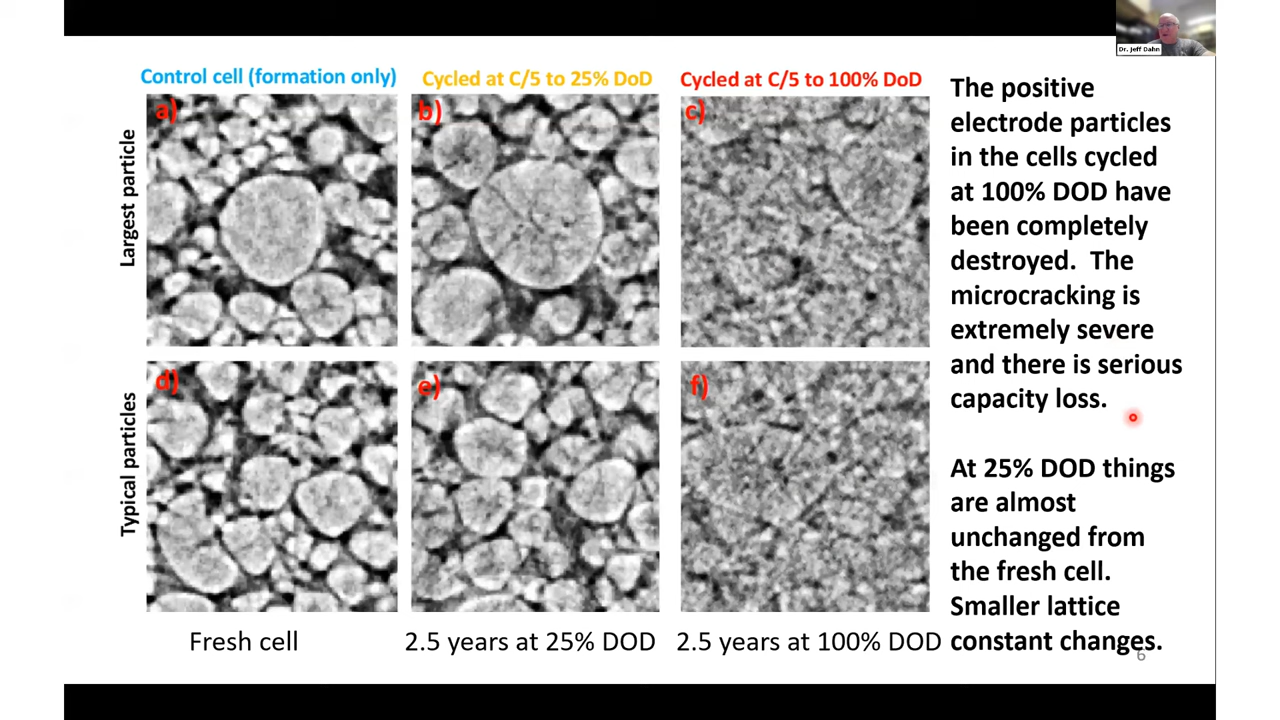 Dr. Jeff Dahn
Control cell (formation only)
Cycled at C/5 to 25% DoD
Cycled at C/5 to 100% DoD
Largest particle
a)
b)
c)
Typical particles
d)
e)
f)
Fresh cell
2.5 years at 25% DOD
2.5 years at 100% DOD
The positive
electrode particles
in the cells cycled
at 100% DOD have
been completely
destroyed. The
microcracking is
extremely severe
and there is serious
capacity loss.
At 25% DOD things
are almost
unchanged from
the fresh cell.
Smaller lattice
constant changes.
6